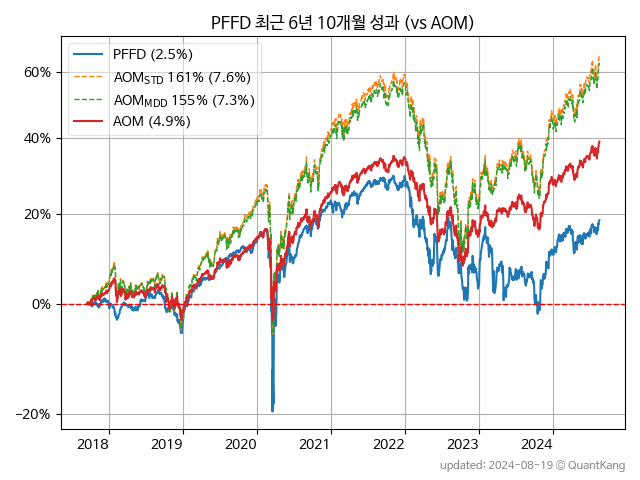 PFFD 최근 6년 10개월 성과 (vs AOM)
PFFD (2.5%)
AOM_STD 161% (7.6%)
AOM_MDD 155% (7.3%)
AOM (4.9%)
60%
40%
20%
0%
−20%
2018 2019 2020 2021 2022 2023 2024
updated: 2024-08-19 ⓒ QuantKang